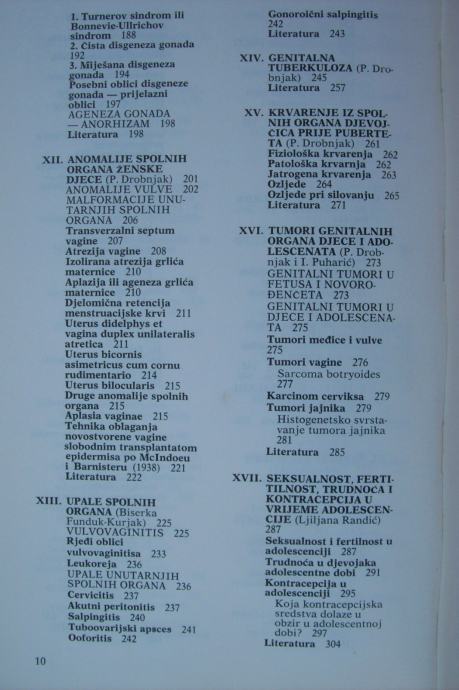 1. Turnerov sindrom ili
Bonnevie-Ullrichov
sindrom 188
2. Čista disgeneza gonada
192
3. Miješana disgeneza
gonada 194
Posebni oblici disgeneze
gonada — prijelazni
oblici 197
AGENEZA GONADA
— ANORHIZAM 198
Literatura 198
XII. ANOMALIJE SPOLNIH
ORGANA ŽENSKE
DJECE (P. Drobnjak) 201
ANOMALIJE VULVE 202
MALFORMACIJE UNU-
TARNJIH SPOLNIH
ORGANA 206
Transverzalni septum
vagine 207
Atrezija vagine 208
Izolirana atrezija grlića
maternice 210
Aplazija ili ageneza grlića
maternice 210
Djelomična retencija
menstruacijske krvi 211
Uterus didelphys et
vagina duplex unilateralis
atretica 211
Uterus bicornis
asimetricus cum cornu
rudimentario 214
Uterus bilocularis 215
Druge anomalije spolnih
organa 215
Aplasia vaginae 215
Tehnika oblaganja
novostvorene vagine
slobodnim transplantatom
epidermisa po McIndoeu
i Barnisteru (1938) 221
Literatura 222
XIII. UPALE SPOLNIH
ORGANA (Biserka
Funduk-Kurjak) 225
VULVOVAGINITIS 225
Rjeđi oblici
vulvovaginitisa 233
Leukoreja 236
UPALE UNUTARNJIH
SPOLNIH ORGANA 236
Cervicitis 237
Akutni peritonitis 237
Salpingitis 240
Tuboovarijski apsces 241
Ooforitis 242
10
Gonoroični salpingitis
242
Literatura 243
XIV. GENITALNA
TUBERKULOZA (P. Dro-
bnjak) 245
Literatura 257
XV. KRVARENJE IZ SPOL-
NIH ORGANA DJEVOJ-
ČICA PRIJE PUBERTE-
TA (P. Drobnjak) 261
Fiziološka krvarenja 262
Patološka krvarnja 262
Jatrogena krvarenja 263
Ozljede 264
Ozljede pri silovanju 265
Literatura 271
XVI. TUMORI GENITALNIH
ORGANA DJECE I ADO-
LESCENATA (P. Drob-
njak i I. Puharić) 273
GENITALNI TUMORI U
FETUSA I NOVORO-
ĐENČETA 273
GENITALNI TUMORI U
DJECE I ADOLESCENA-
TA 275
Tumori međice i vulve
275
Tumori vagine 276
Sarcoma botryoides
277
Karcinom cerviksa 279
Tumori jajnika 279
Histogenetsko svrsta-
vanje tumora jajnika
281
Literatura 285
XVII. SEKSUALNOST, FERTI-
TILNOST, TRUDNOĆA I
KONTRACEPCIJA U
VRIJEME ADOLESCEN-
CIJE (Ljiljana Randić)
287
Seksualnost i fertilnost u
adolescenciji 287
Trudnoća u djevojaka
adolescentne dobi 291
Kontracepcija u
adolescenciji 295
Koja kontracepcijska
sredstva dolaze u
obzir u adolescentnoj
dobi? 297
Literatura 304